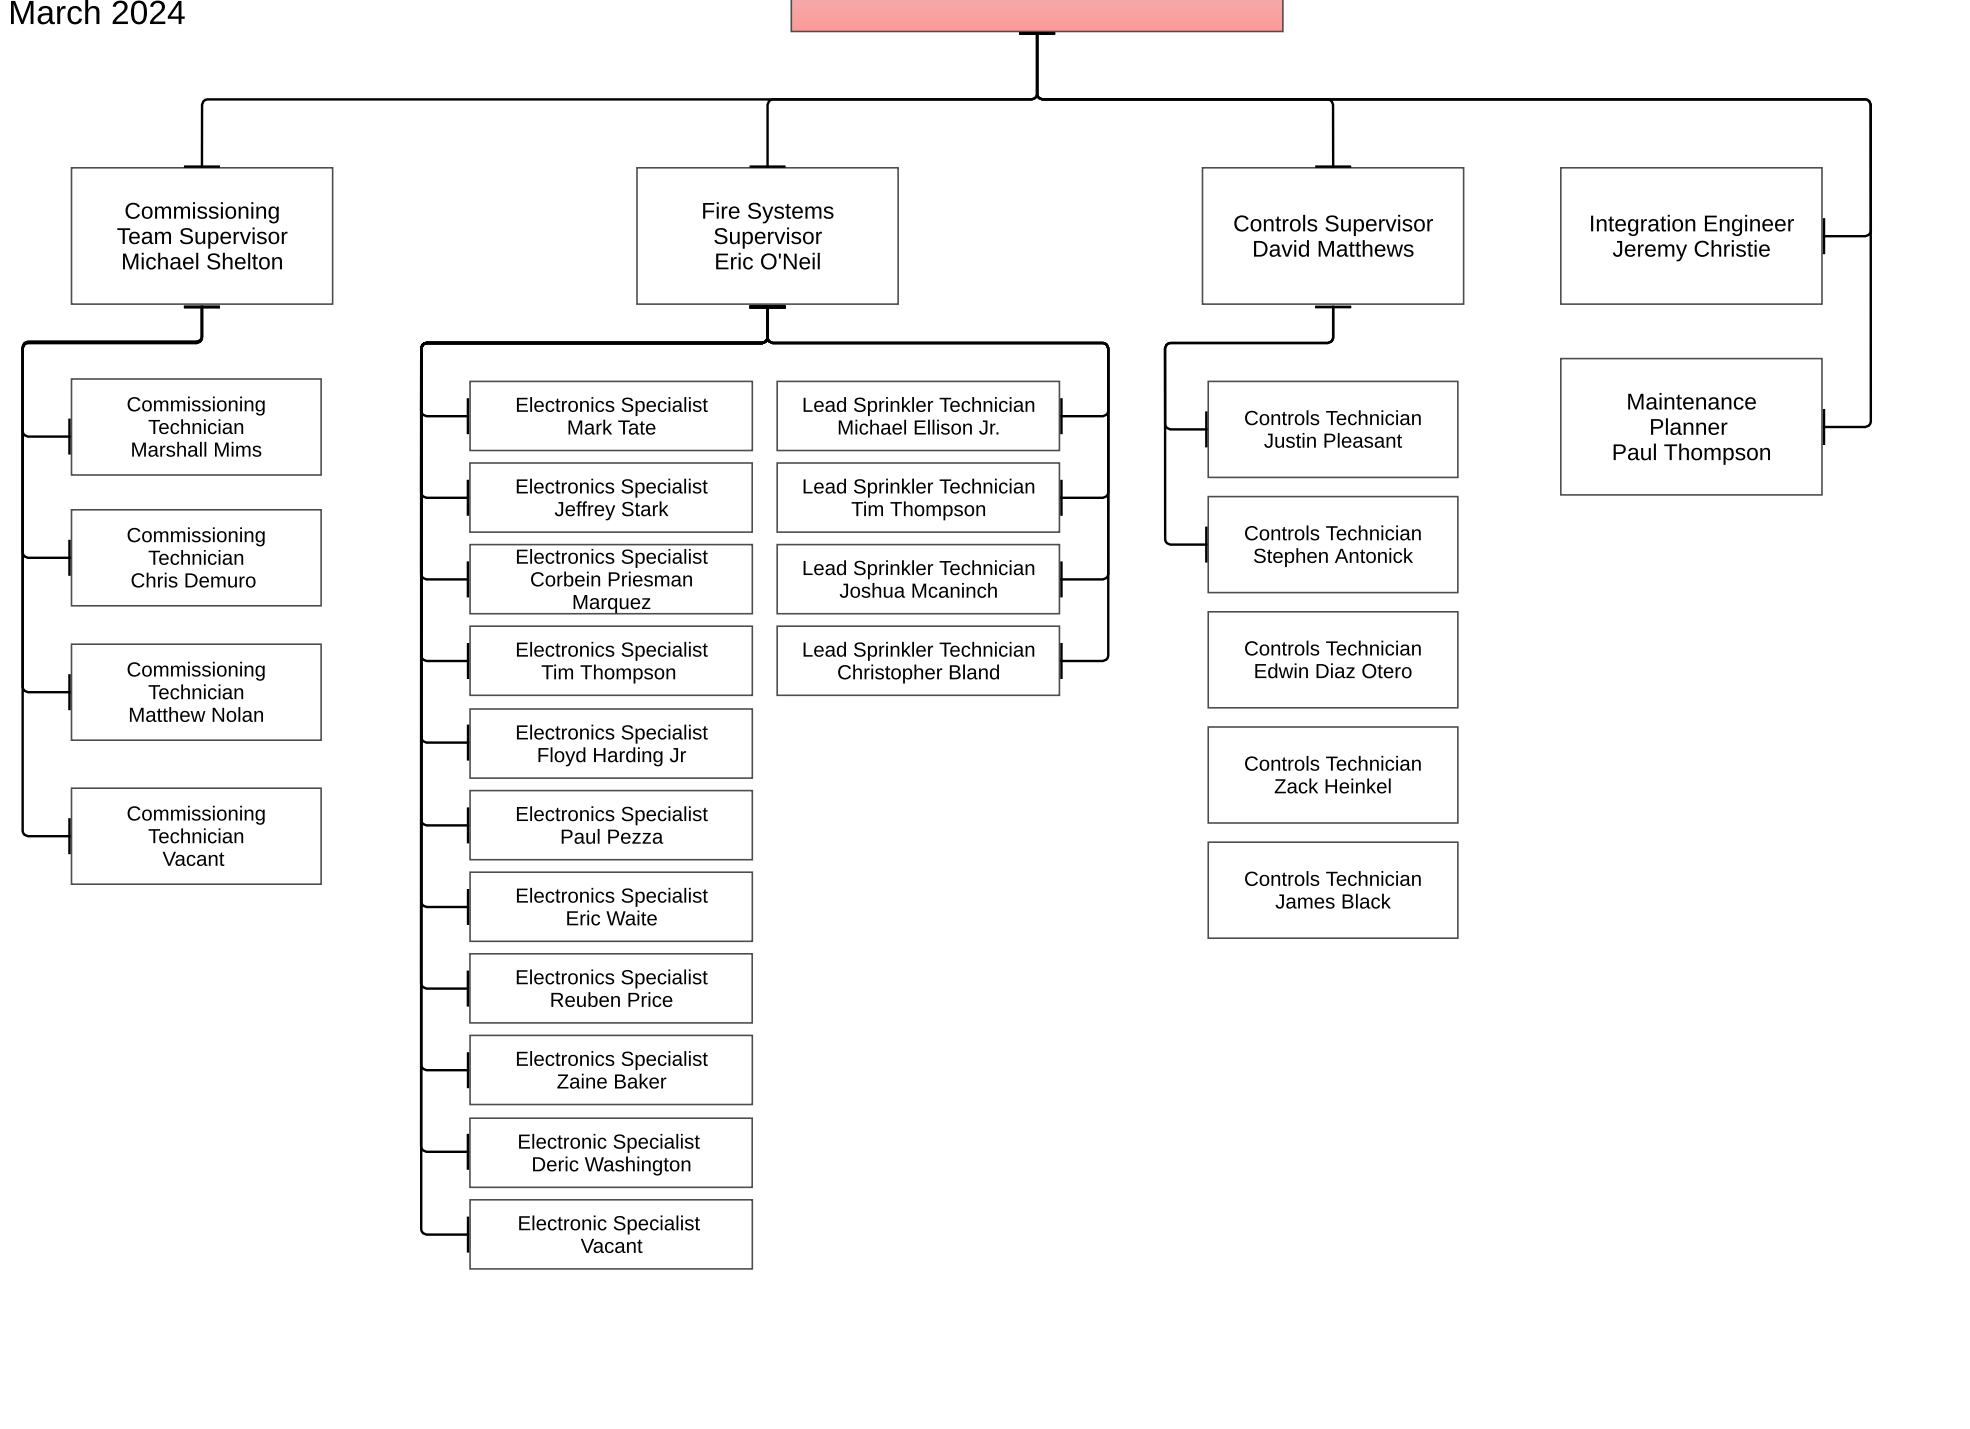 March 2024
Commissioning
Team Supervisor
Michael Shelton
Fire Systems
Supervisor
Eric O'Neil
Controls Supervisor
David Matthews
Integration Engineer
Jeremy Christie
Maintenance
Planner
Paul Thompson
Commissioning
Technician
Marshall Mims
Commissioning
Technician
Chris Demuro
Commissioning
Technician
Matthew Nolan
Commissioning
Technician
Vacant
Electronics Specialist
Mark Tate
Electronics Specialist
Jeffrey Stark
Electronics Specialist
Corbein Priesman
Marquez
Electronics Specialist
Tim Thompson
Electronics Specialist
Floyd Harding Jr
Electronics Specialist
Paul Pezza
Electronics Specialist
Eric Waite
Electronics Specialist
Reuben Price
Electronics Specialist
Zaine Baker
Electronic Specialist
Deric Washington
Electronic Specialist
Vacant
Lead Sprinkler Technician
Michael Ellison Jr.
Lead Sprinkler Technician
Tim Thompson
Lead Sprinkler Technician
Joshua Mcaninch
Lead Sprinkler Technician
Christopher Bland
Controls Technician
Justin Pleasant
Controls Technician
Stephen Antonick
Controls Technician
Edwin Diaz Otero
Controls Technician
Zack Heinkel
Controls Technician
James Black